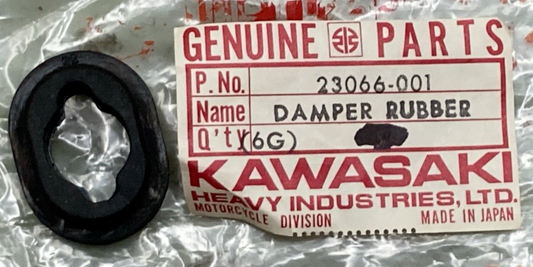 GENUINE PARTS
P. No. 23066-001
Name DAMPER RUBBER
Q'ty (6G)
KAWASAKI
HEAVY INDUSTRIES, LTD.
MOTORCYCLE DIVISION MADE IN JAPAN